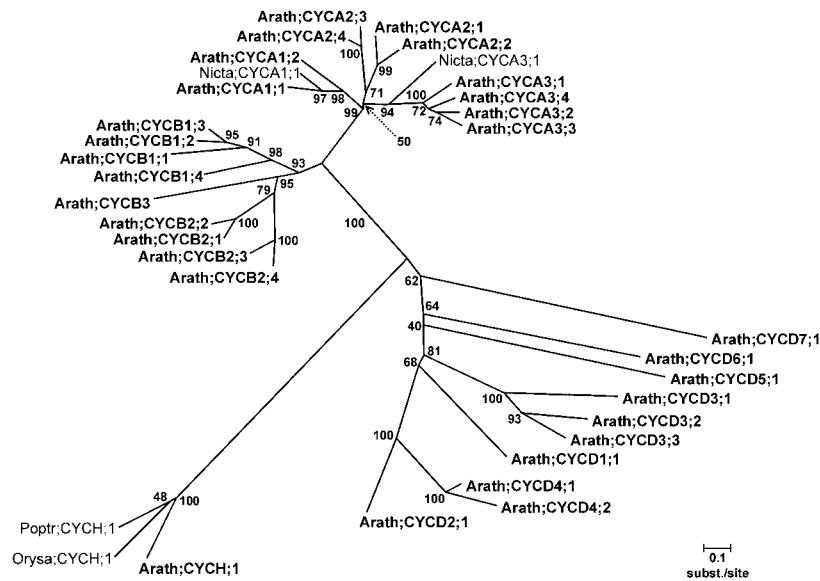 Arath;CYCA2;3
Arath;CYCA2;1
Arath;CYCA2;4
Arath;CYCA2;2
100
Arath;CYCA1;2
Nicta;CYCA3;1
99
Nicta;CYCA1;1
Arath;CYCA3;1
Arath;CYCA1;1
71
100
Arath;CYCA3;4
97
98
94
72
Arath;CYCA3;2
99
74
Arath;CYCA3;3
50
Arath;CYCB1;3
95
Arath;CYCB1;2
91
Arath;CYCB1;1
98
93
Arath;CYCB1;4
95
79
Arath;CYCB3
Arath;CYCB2;2
100
100
Arath;CYCB2;1
100
Arath;CYCB2;3
Arath;CYCB2;4
62
64
40
Arath;CYCD7;1
81
Arath;CYCD6;1
68
Arath;CYCD5;1
100
Arath;CYCD3;1
93
Arath;CYCD3;2
100
Arath;CYCD3;3
Arath;CYCD1;1
Arath;CYCD4;1
100
Arath;CYCD4;2
Arath;CYCD2;1
48
100
Poptr;CYCH;1
Orysa;CYCH;1
Arath;CYCH;1
0.1
subst./site